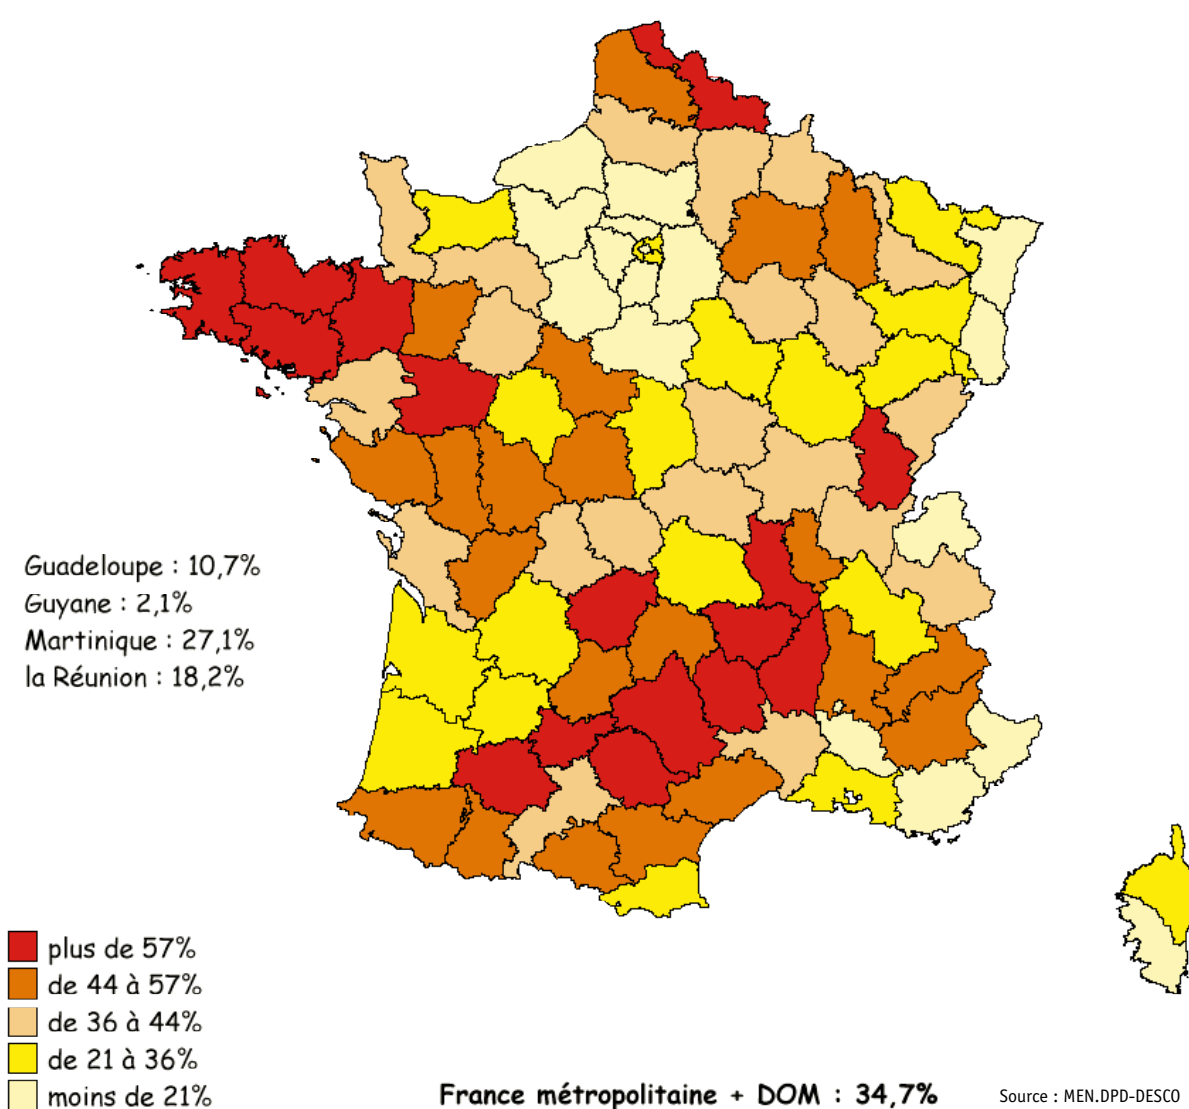 Guadeloupe : 10,7%
Guyane : 2,1%
Martinique : 27,1%
la Réunion : 18,2%
plus de 57%
de 44 à 57%
de 36 à 44%
de 21 à 36%
moins de 21%
France métropolitaine + DOM : 34,7%
Source : MEN.DPD-DESCO